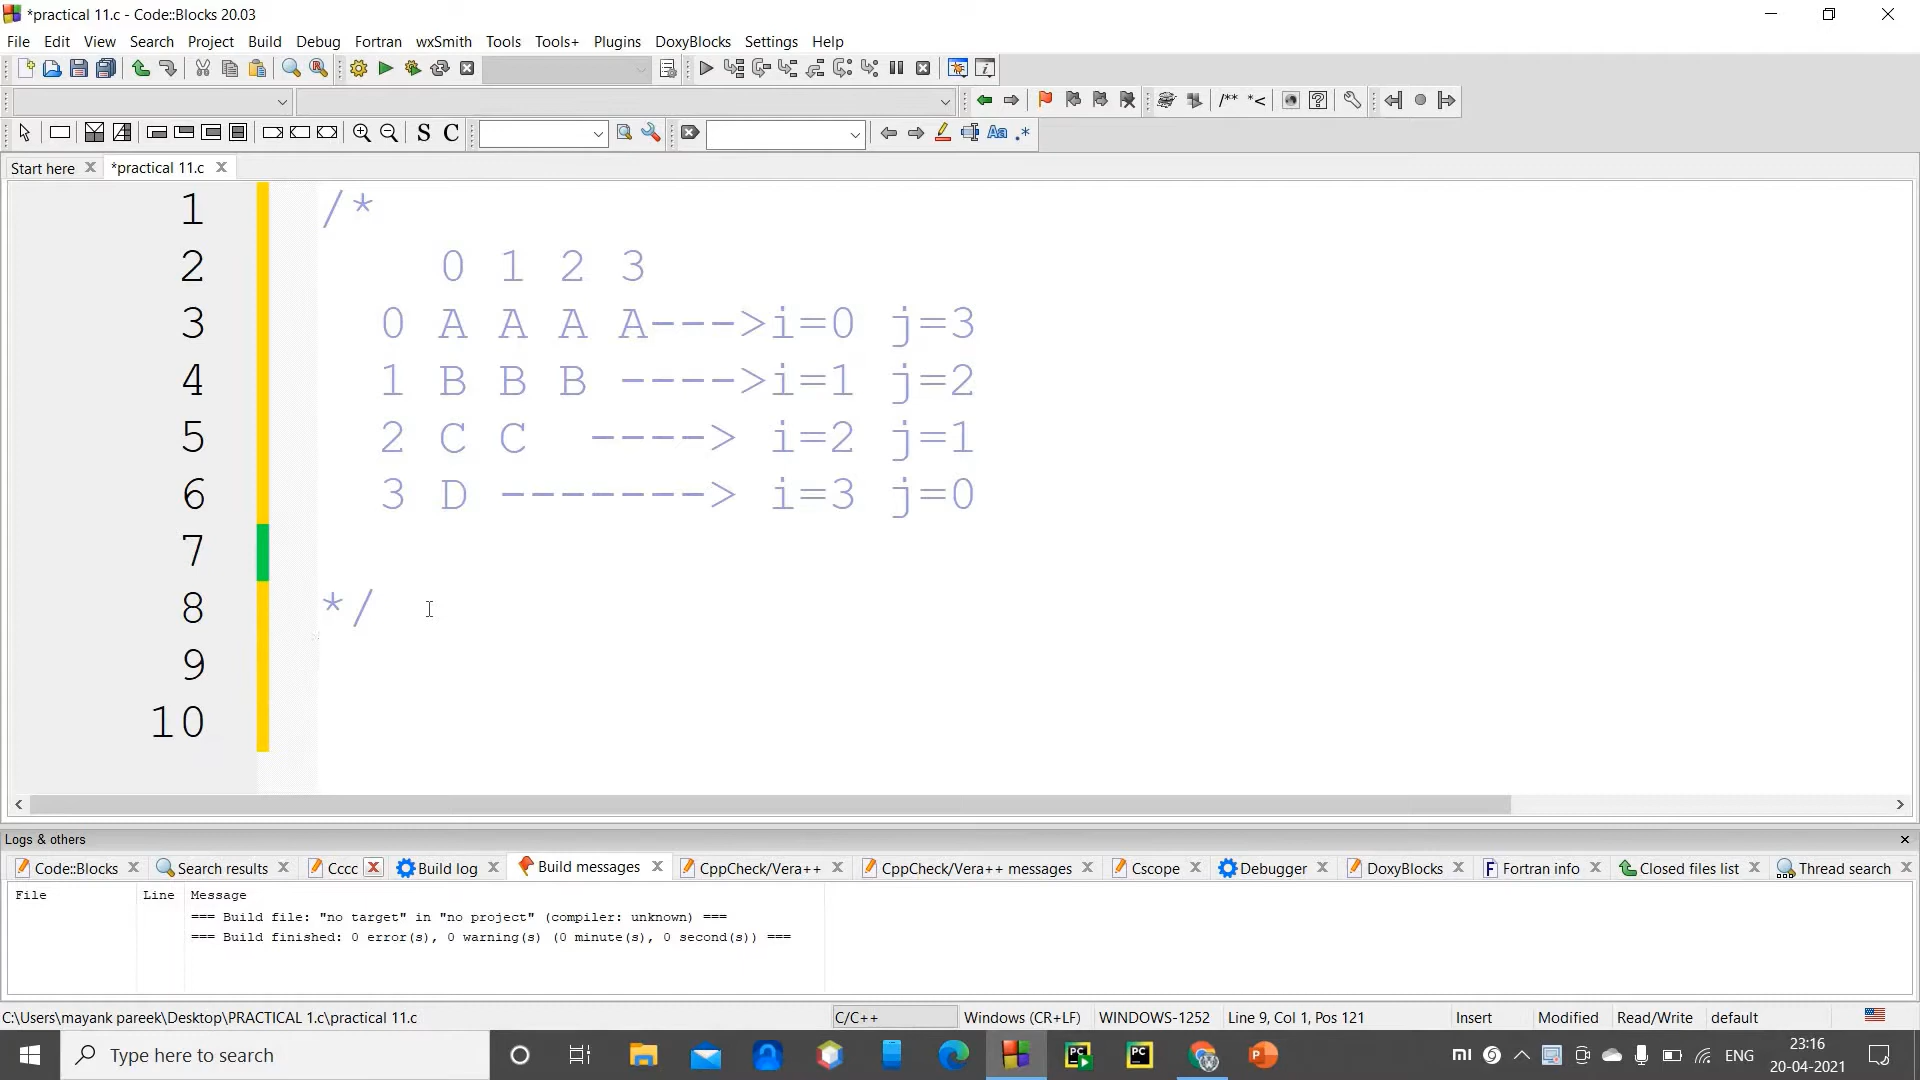 *practical 11.c - Code::Blocks 20.03
File Edit View Search Project Build Debug Fortran wxSmith Tools Tools+ Plugins DoxyBlocks Settings Help
/** *<
S C Aa .*
Start here *practical 11.c
1 /*
2 0 1 2 3
3 0 A A A A--->i=0 j=3
4 1 B B B ---->i=1 j=2
5 2 C C ----> i=2 j=1
6 3 D -------> i=3 j=0
7
8 */
9
10
Logs & others
Code::Blocks Search results Cccc Build log Build messages CppCheck/Vera++ CppCheck/Vera++ messages Cscope Debugger DoxyBlocks Fortran info Closed files list Thread search
File Line Message
=== Build file: "no target" in "no project" (compiler: unknown) ===
=== Build finished: 0 error(s), 0 warning(s) (0 minute(s), 0 second(s)) ===
C:\Users\mayank pareek\Desktop\PRACTICAL 1.c\practical 11.c C/C++ Windows (CR+LF) WINDOWS-1252 Line 9, Col 1, Pos 121 Insert Modified Read/Write default
Type here to search
ENG
23:16
20-04-2021